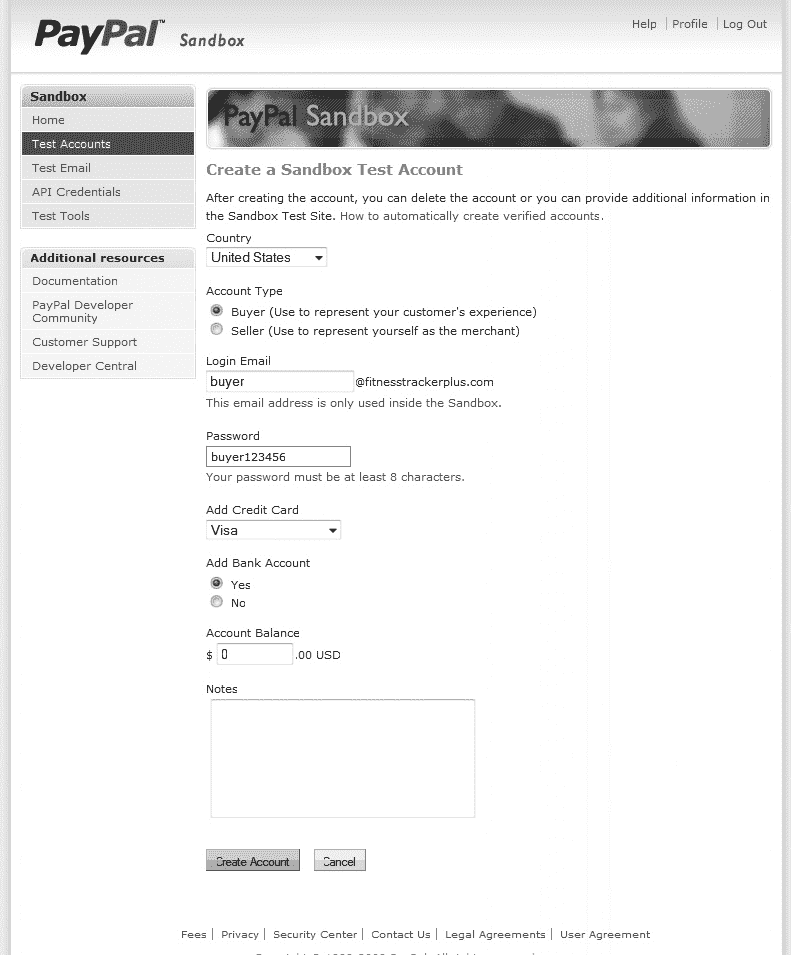 PayPal™ Sandbox
Help | Profile | Log Out
Sandbox
Home
Test Accounts
Test Email
API Credentials
Test Tools
Additional resources
Documentation
PayPal Developer
Community
Customer Support
Developer Central
PayPal Sandbox
Create a Sandbox Test Account
After creating the account, you can delete the account or you can provide additional information in
the Sandbox Test Site. How to automatically create verified accounts.
Country
United States
Account Type
Buyer (Use to represent your customer's experience)
Seller (Use to represent yourself as the merchant)
Login Email
buyer @fitnesstrackerplus.com
This email address is only used inside the Sandbox.
Password
buyer123456
Your password must be at least 8 characters.
Add Credit Card
Visa
Add Bank Account
Yes
No
Account Balance
$ 0 .00 USD
Notes
Create Account Cancel
Fees | Privacy | Security Center | Contact Us | Legal Agreements | User Agreement